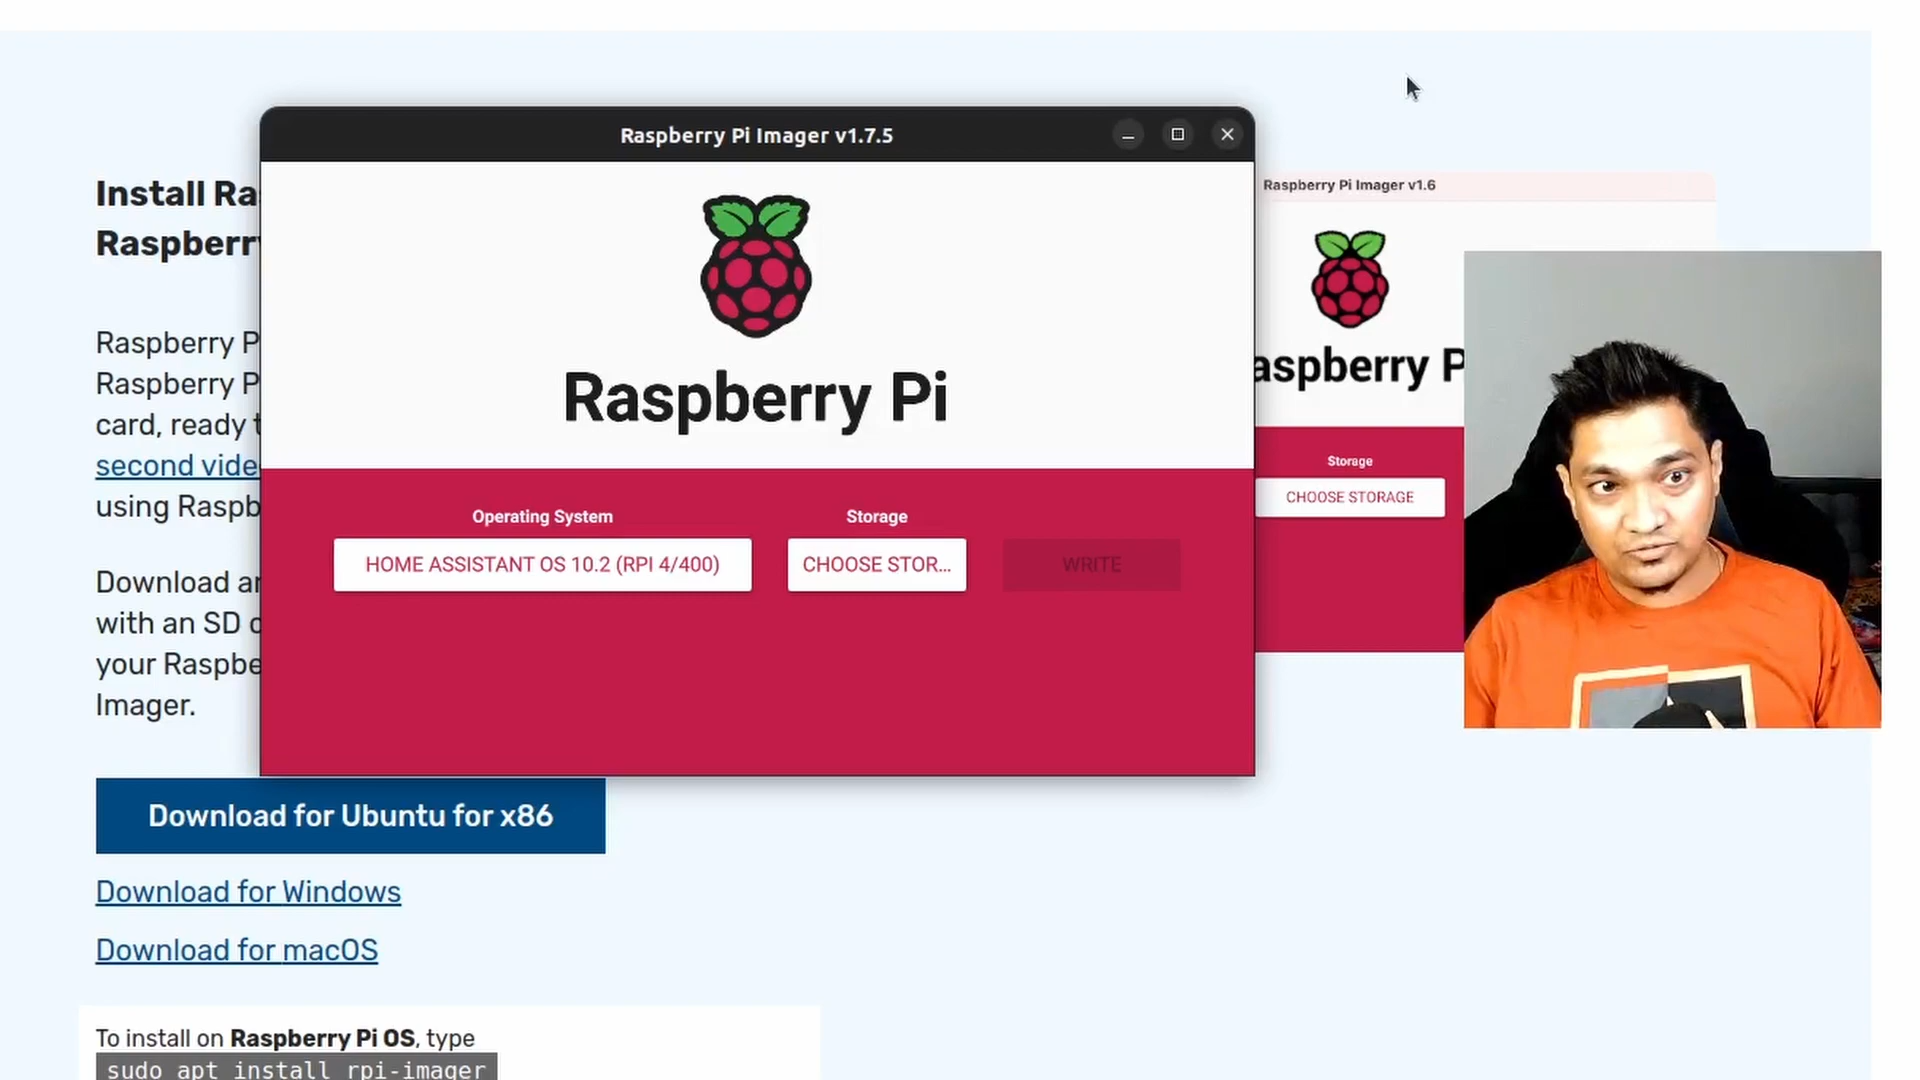 Raspberry Pi Imager v1.7.5
Raspberry Pi
Operating System
Storage
HOME ASSISTANT OS 10.2 (RPI 4/400)
CHOOSE STOR...
WRITE
Raspberry Pi Imager v1.6
aspberry P
Storage
CHOOSE STORAGE
Install Ras
Raspberry
Raspberry P
Raspberry P
card, ready t
second vide
using Raspb
Download an
with an SD c
your Raspbe
Imager.
Download for Ubuntu for x86
Download for Windows
Download for macOS
To install on Raspberry Pi OS, type
sudo apt install rpi-imager